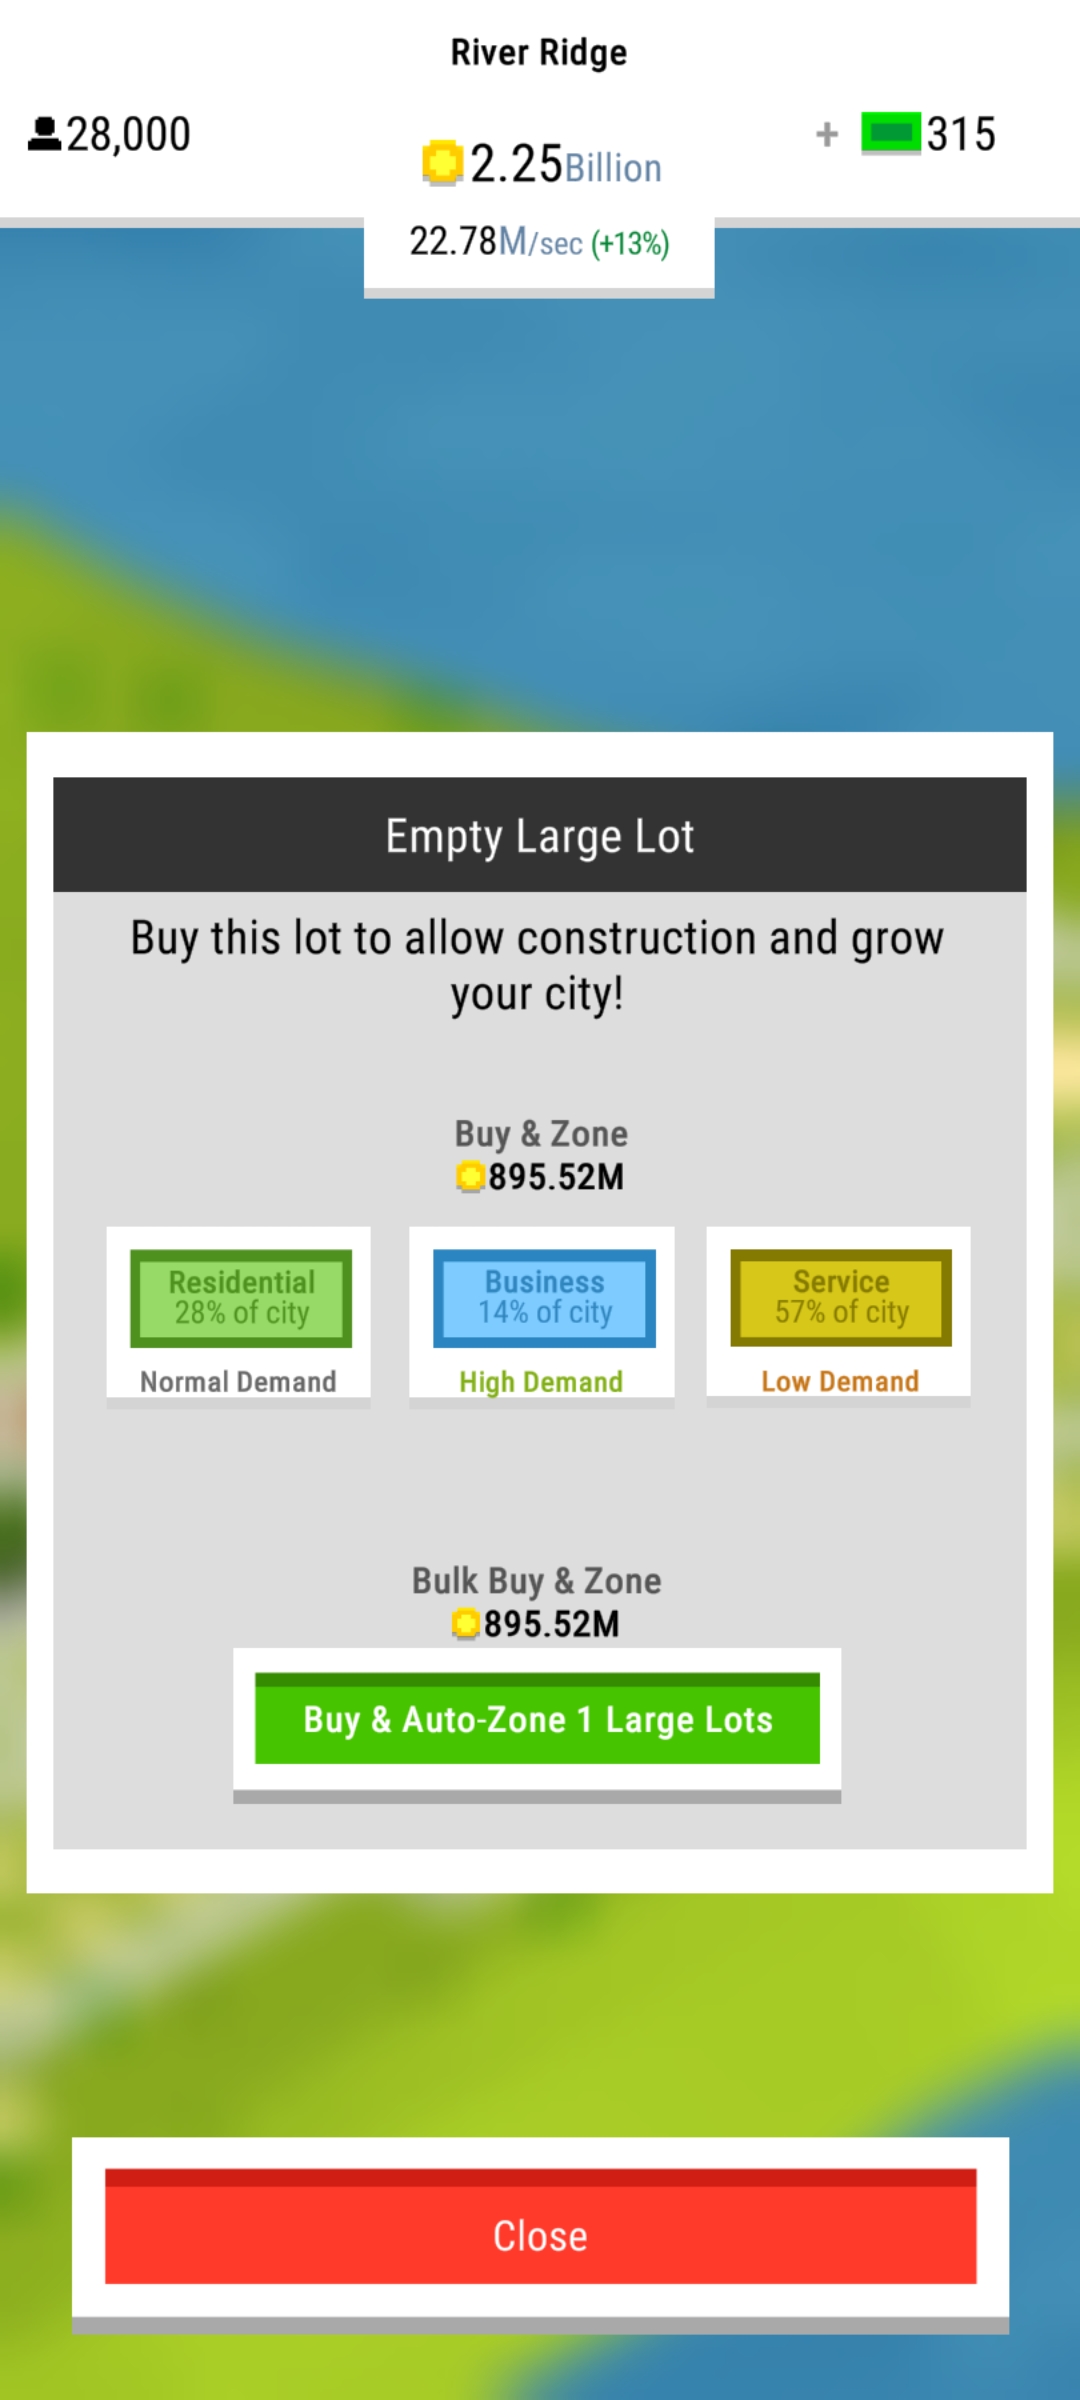 River Ridge
28,000
2.25Billion
+ 315
22.78M/sec (+13%)
Empty Large Lot
Buy this lot to allow construction and grow
your city!
Buy & Zone
895.52M
Residential
28% of city
Normal Demand
Business
14% of city
High Demand
Service
57% of city
Low Demand
Bulk Buy & Zone
895.52M
Buy & Auto-Zone 1 Large Lots
Close